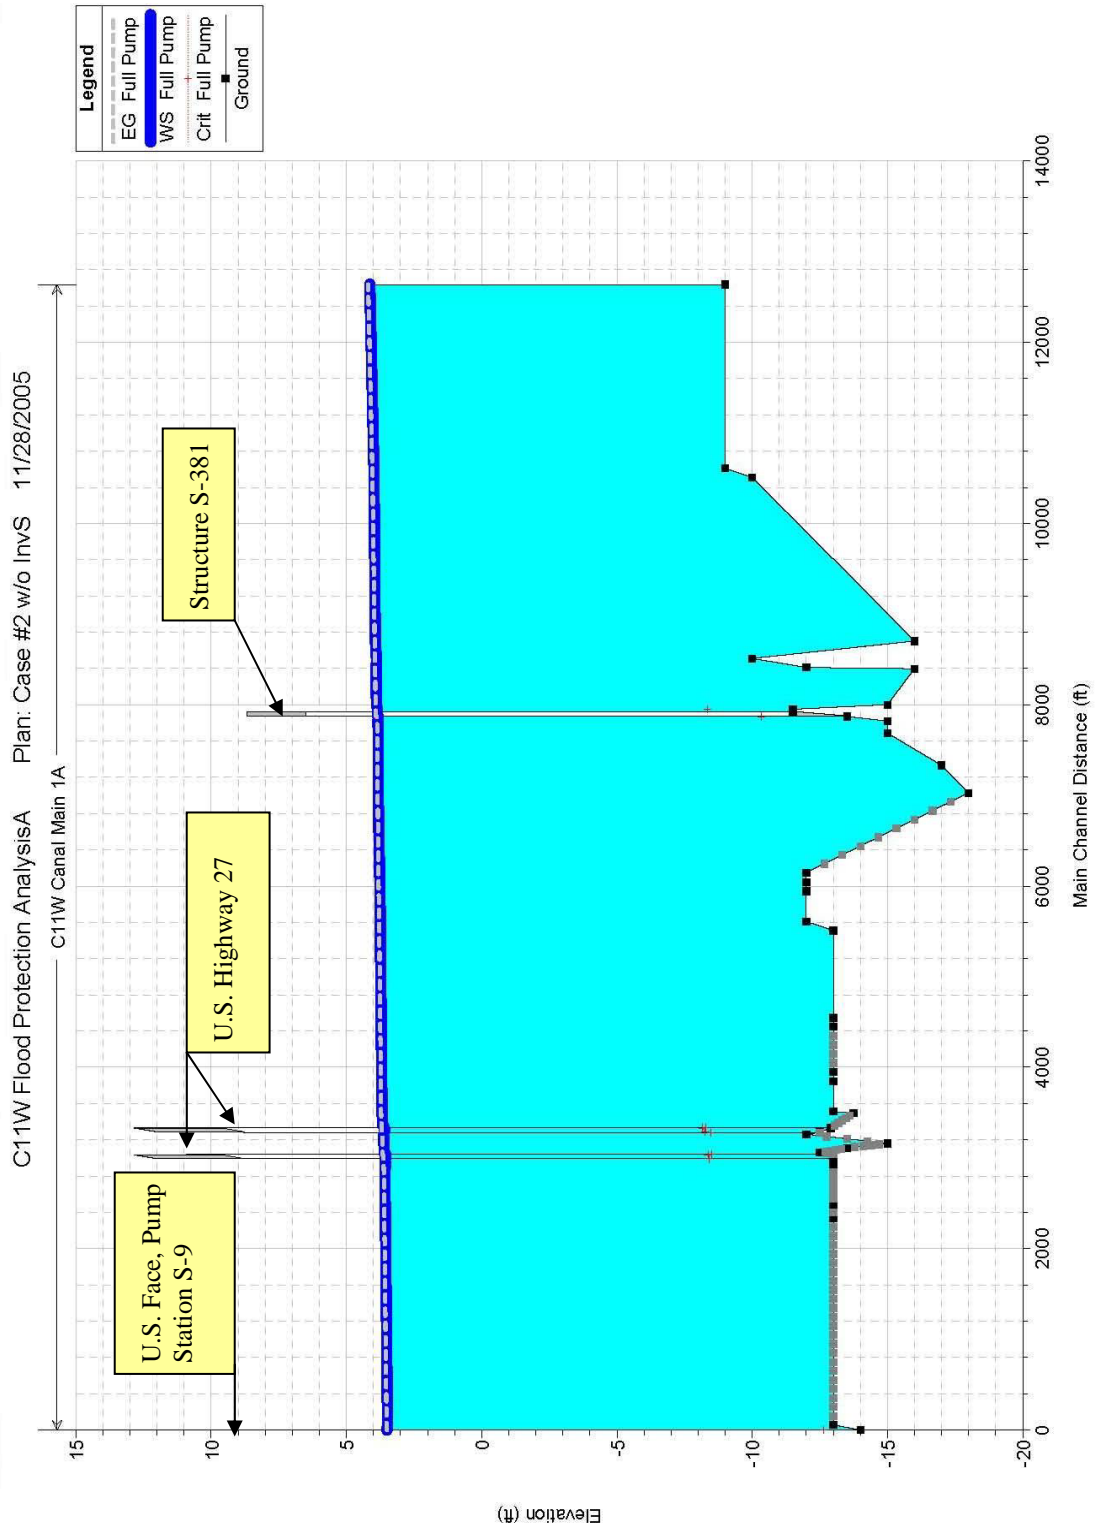 C11W Flood Protection AnalysisA Plan: Case #2 w/o InvS 11/28/2005
C11W Canal Main 1A
Legend
EG Full Pump
WS Full Pump
Crit Full Pump
Ground
U.S. Face, Pump
Station S-9
U.S. Highway 27
Structure S-381
Elevation (ft)
15
10
5
0
-5
-10
-15
-20
0
2000
4000
6000
8000
10000
12000
14000
Main Channel Distance (ft)